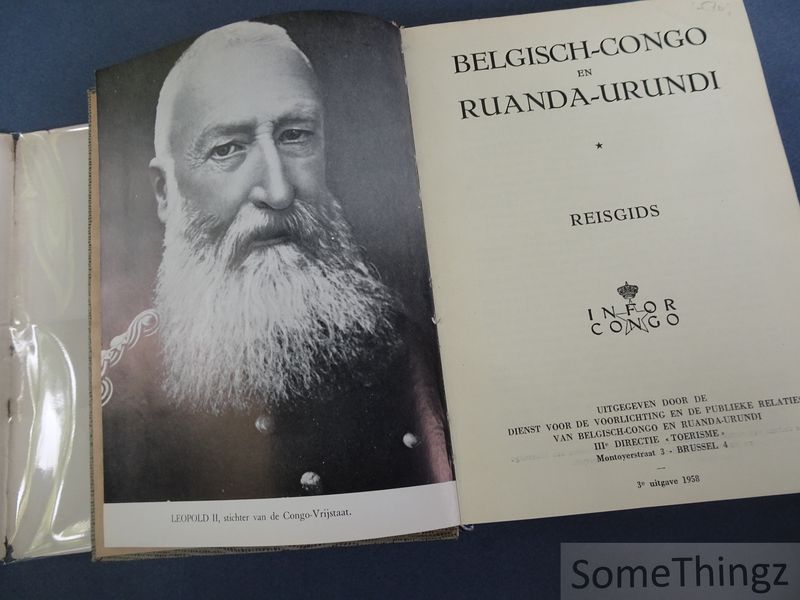 LEOPOLD II, stichter van de Congo-Vrijstaat.
BELGISCH-CONGO
EN
RUANDA-URUNDI
REISGIDS
INFOR
CONGO
UITGEGEVEN DOOR DE
DIENST VOOR DE VOORLICHTING EN DE PUBLIEKE RELATIES
VAN BELGISCH-CONGO EN RUANDA-URUNDI
IIIe DIRECTIE «TOERISME»
Montoyerstraat 3 - BRUSSEL 4
3e uitgave 1958
SomeThingz